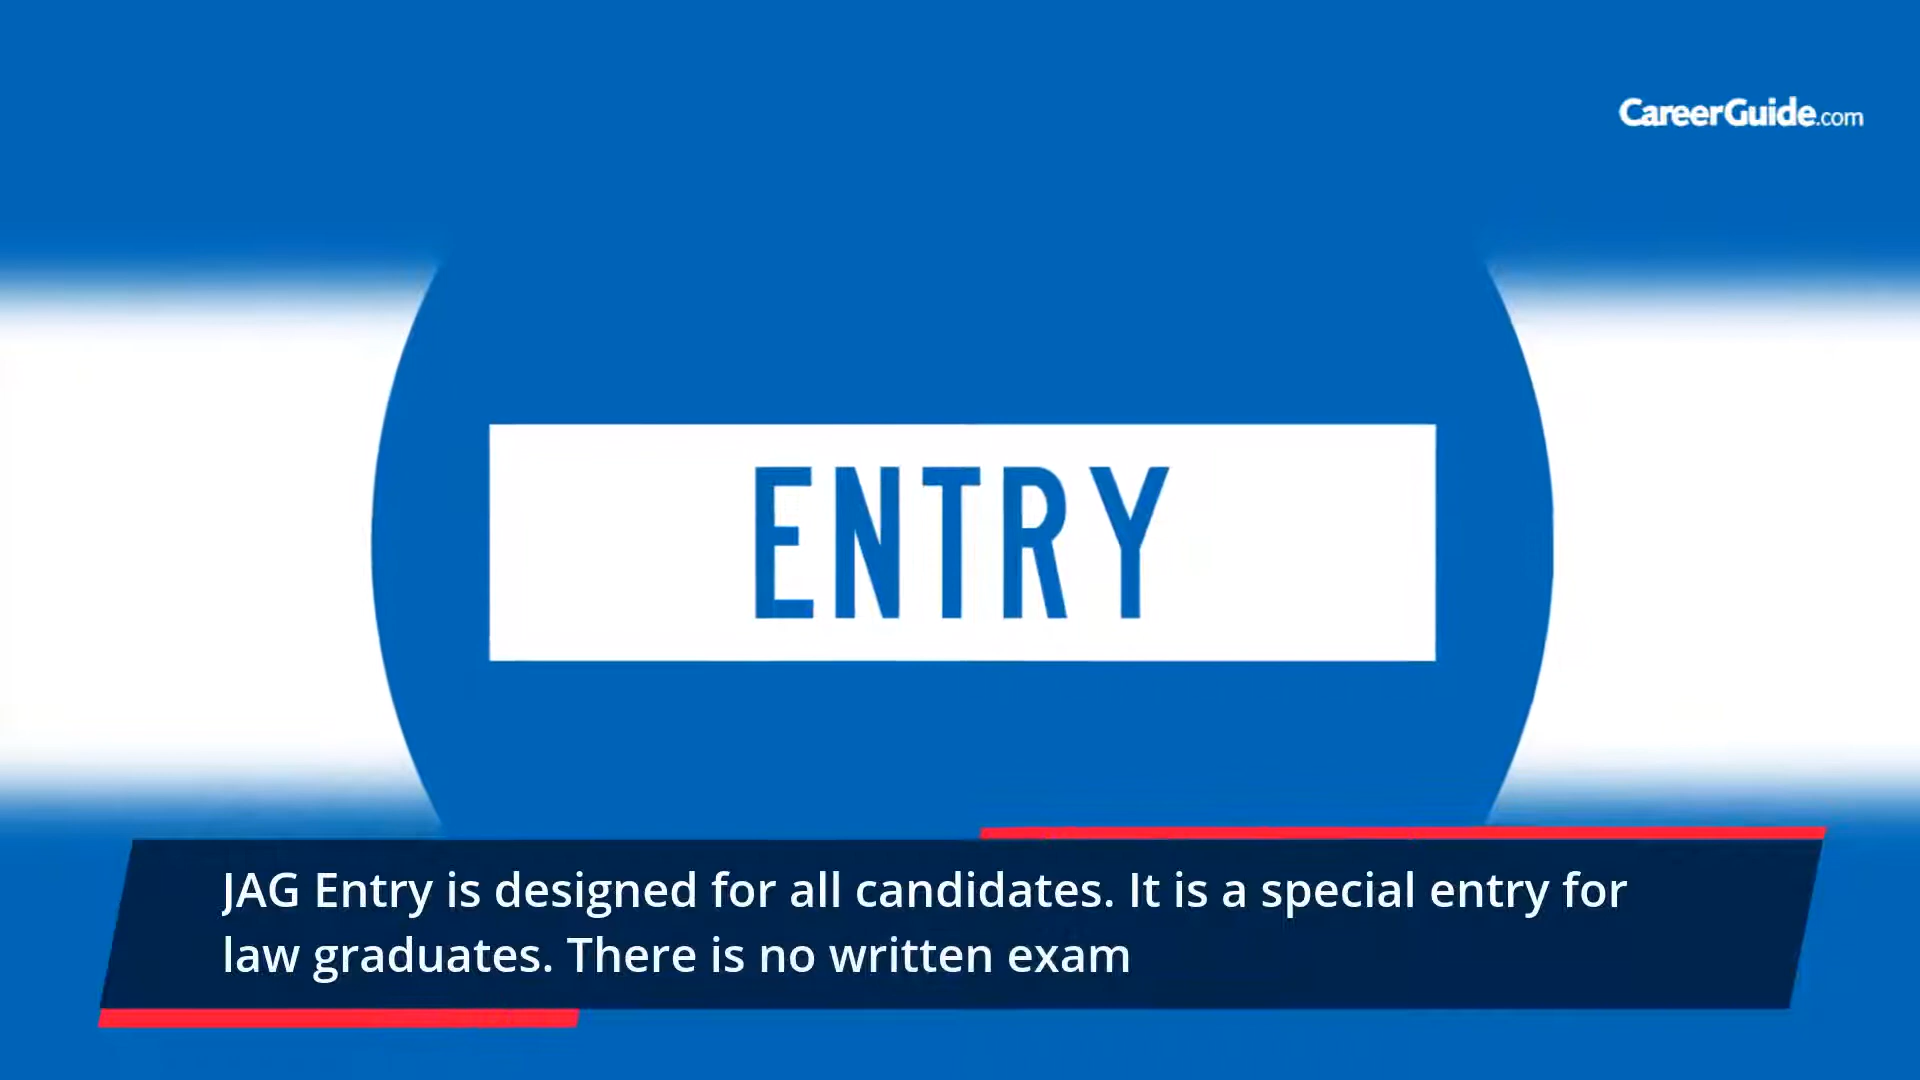 CareerGuide.com
ENTRY
JAG Entry is designed for all candidates. It is a special entry for
law graduates. There is no written exam